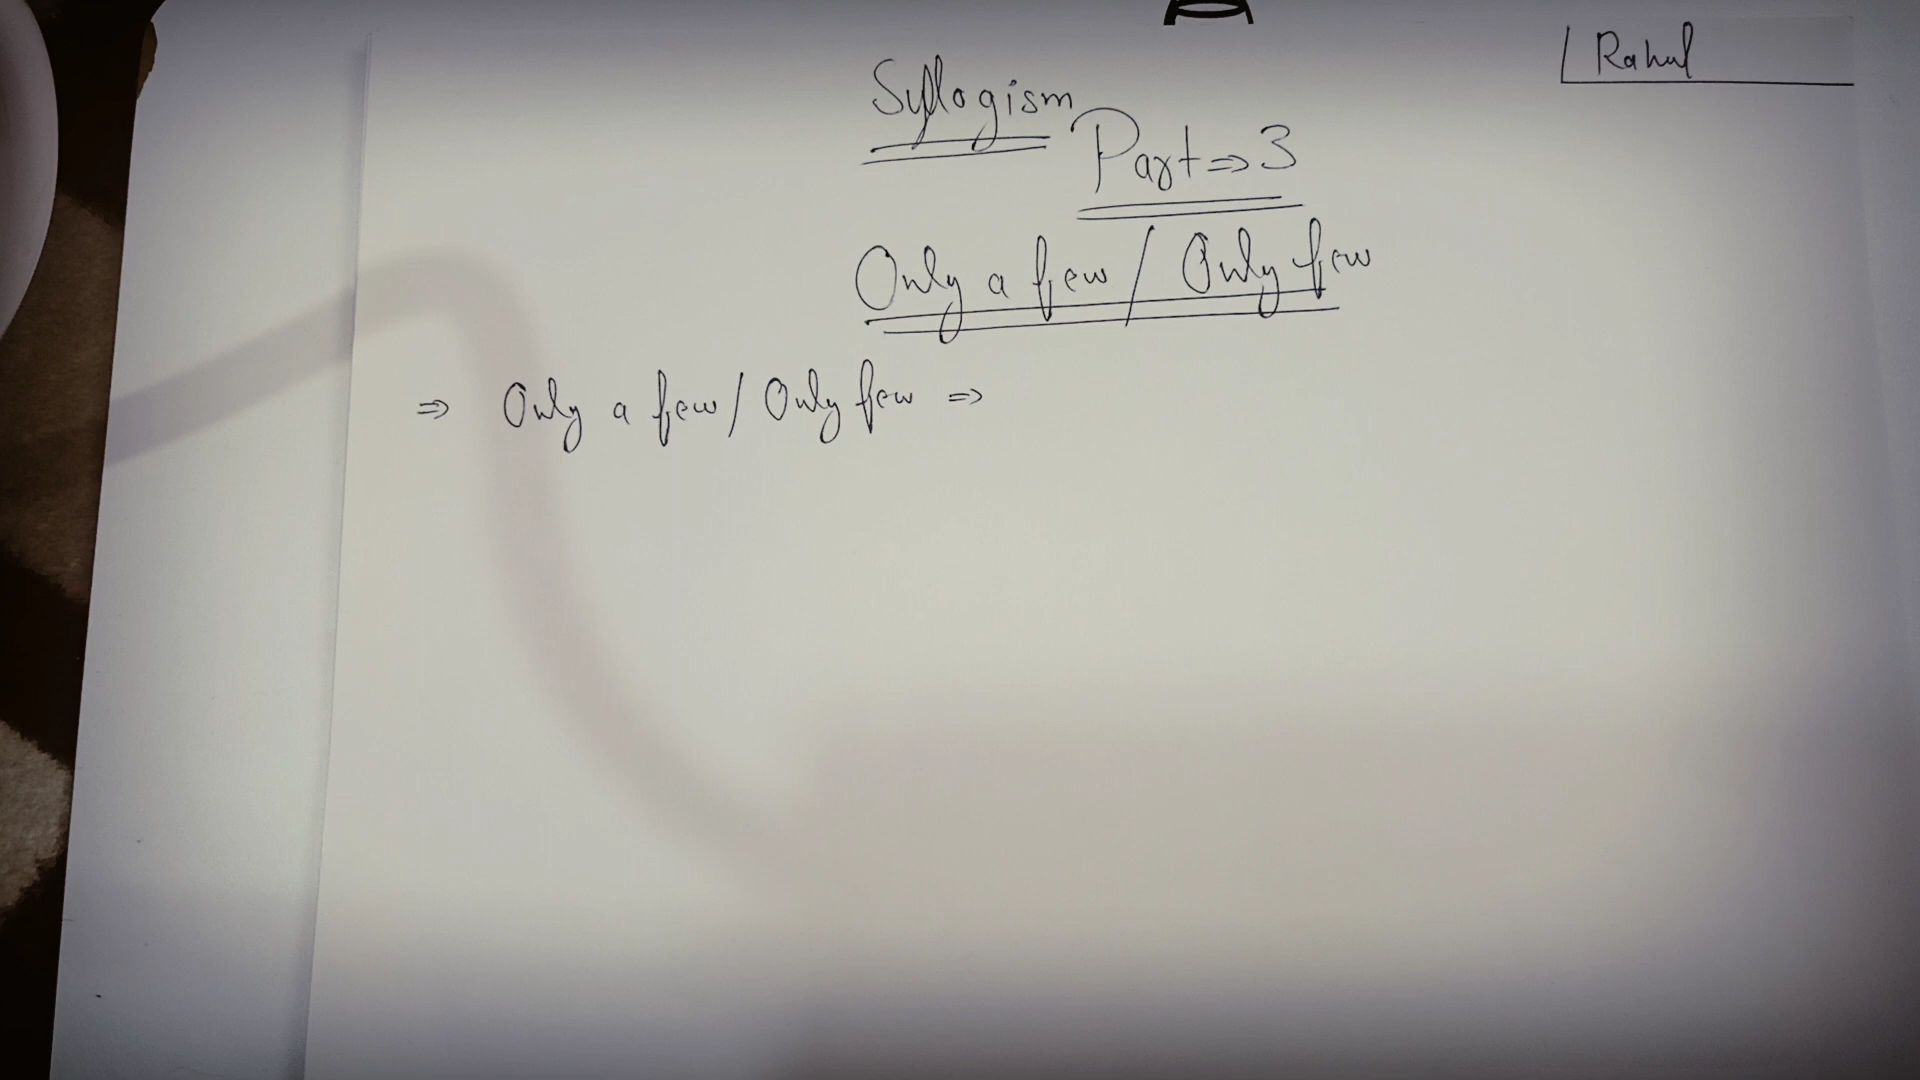 Rahul
Syllogism
Part ⇒ 3
Only a few / Only few
⇒ Only a few / Only few ⇒